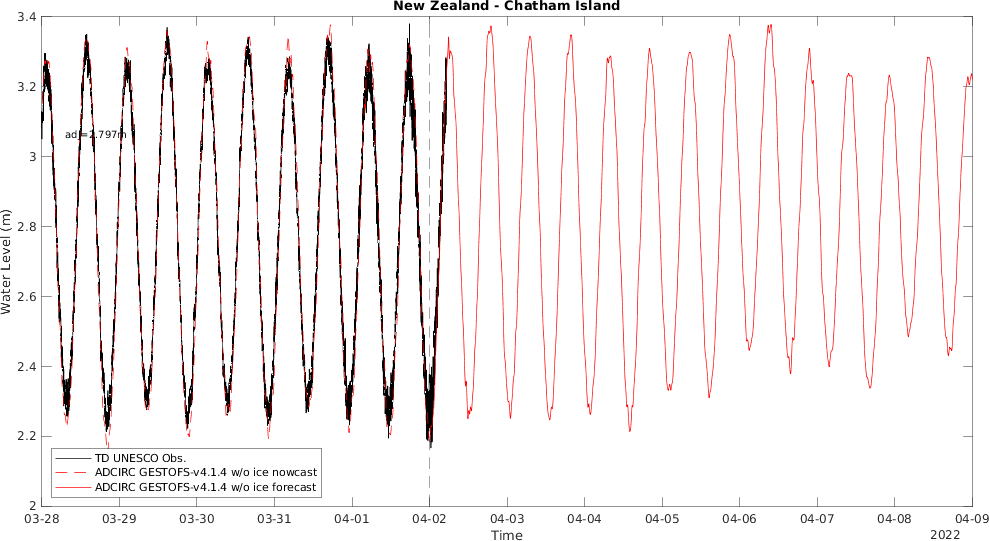 New Zealand - Chatham Island
3.4
3.2
3
2.8
2.6
2.4
2.2
2
Water Level (m)
adj=2.797m
TD UNESCO Obs.
ADCIRC GESTOFS-v4.1.4 w/o ice nowcast
ADCIRC GESTOFS-v4.1.4 w/o ice forecast
03-28 03-29 03-30 03-31 04-01 04-02 04-03 04-04 04-05 04-06 04-07 04-08 04-09
Time
2022